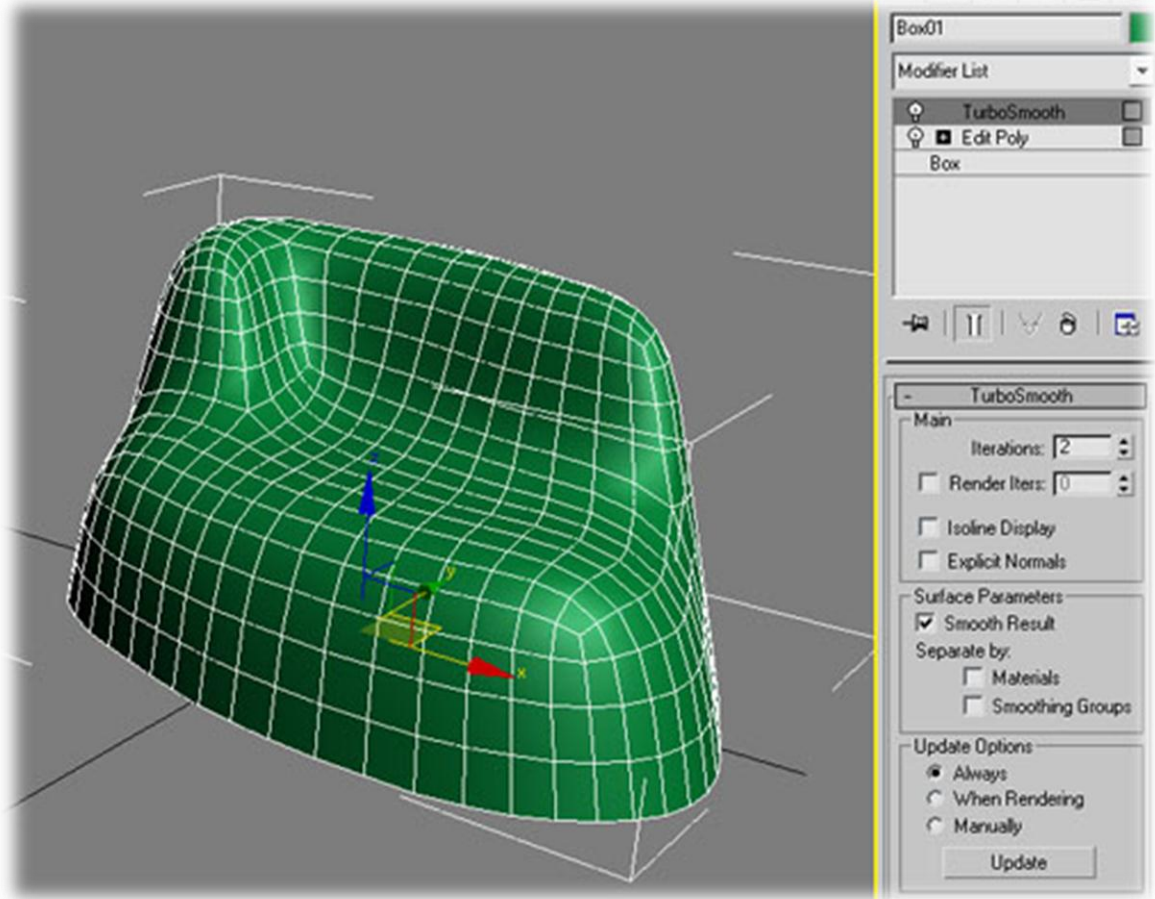 Box01
Modifier List
TurboSmooth
Edit Poly
Box
- TurboSmooth
Main
Iterations: 2
Render Iters: 0
Isoline Display
Explicit Normals
Surface Parameters
Smooth Result
Separate by:
Materials
Smoothing Groups
Update Options
Always
When Rendering
Manually
Update
z
y
x